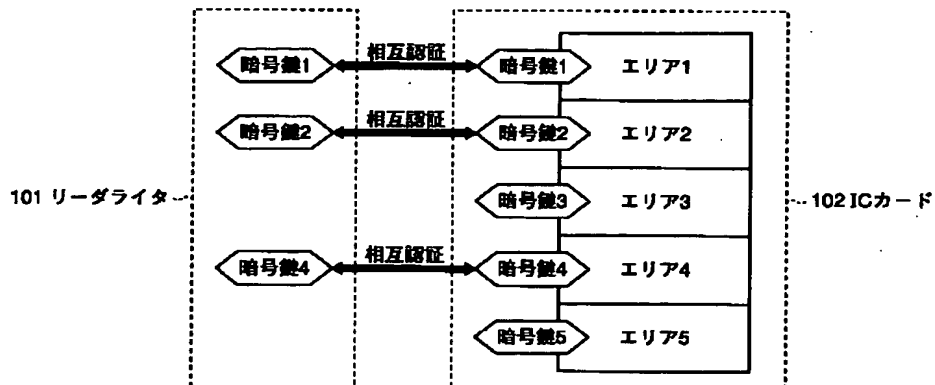 相互認証
暗号鍵1
暗号鍵1
エリア1
相互認証
暗号鍵2
暗号鍵2
エリア2
101 リーダライタ
暗号鍵3
エリア3
102 ICカード
相互認証
暗号鍵4
暗号鍵4
エリア4
暗号鍵5
エリア5